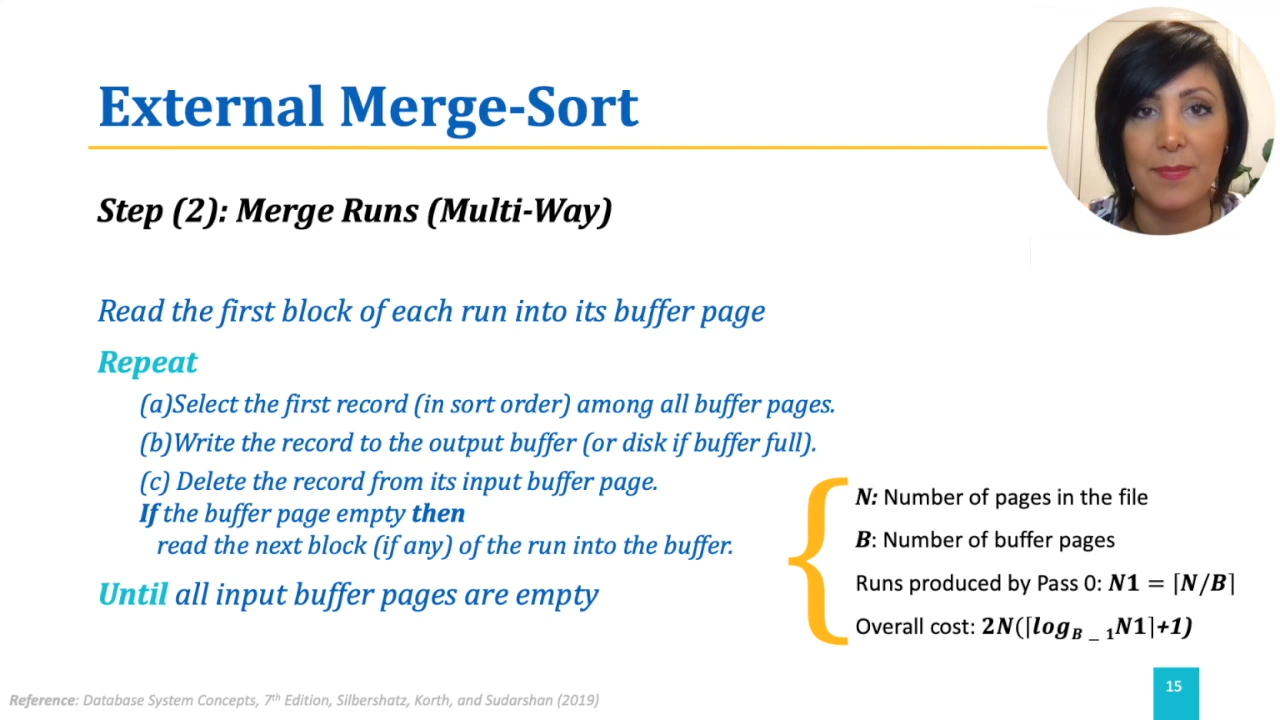 External Merge-Sort
Step (2): Merge Runs (Multi-Way)
Read the first block of each run into its buffer page
Repeat
(a)Select the first record (in sort order) among all buffer pages.
(b)Write the record to the output buffer (or disk if buffer full).
(c) Delete the record from its input buffer page.
If the buffer page empty then
read the next block (if any) of the run into the buffer.
Until all input buffer pages are empty
N: Number of pages in the file
B: Number of buffer pages
Runs produced by Pass 0: N1 = ⌈N/B⌉
Overall cost: 2N(⌈log_B _ 1 N1⌉+1)
Reference: Database System Concepts, 7th Edition, Silbershatz, Korth, and Sudarshan (2019)
15